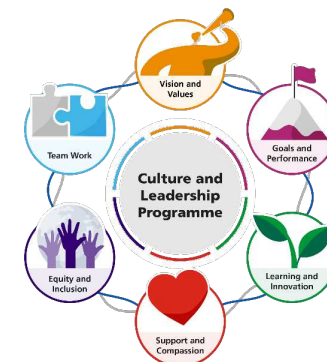 Vision and
Values
Team Work
Goals and
Performance
Culture and
Leadership
Programme
Equity and
Inclusion
Learning and
Innovation
Support and
Compassion